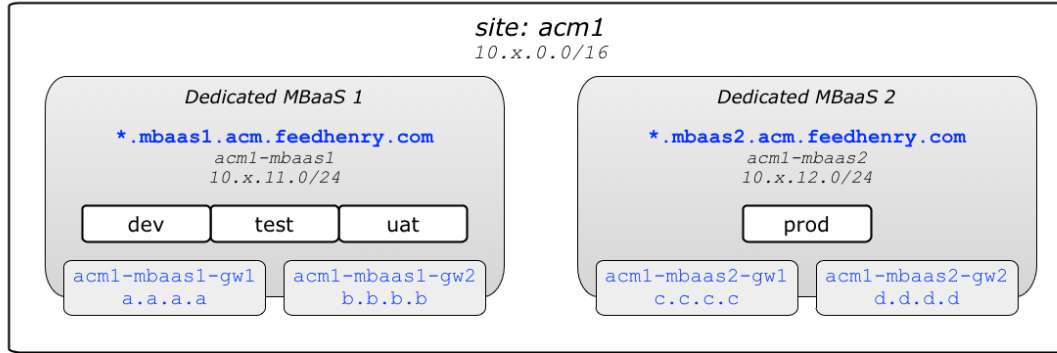 site: acm1
10.x.0.0/16
Dedicated MBaaS 1
*.mbaas1.acm.feedhenry.com
acm1-mbaas1
10.x.11.0/24
dev test uat
acm1-mbaas1-gw1
a.a.a.a
acm1-mbaas1-gw2
b.b.b.b
Dedicated MBaaS 2
*.mbaas2.acm.feedhenry.com
acm1-mbaas2
10.x.12.0/24
prod
acm1-mbaas2-gw1
c.c.c.c
acm1-mbaas2-gw2
d.d.d.d